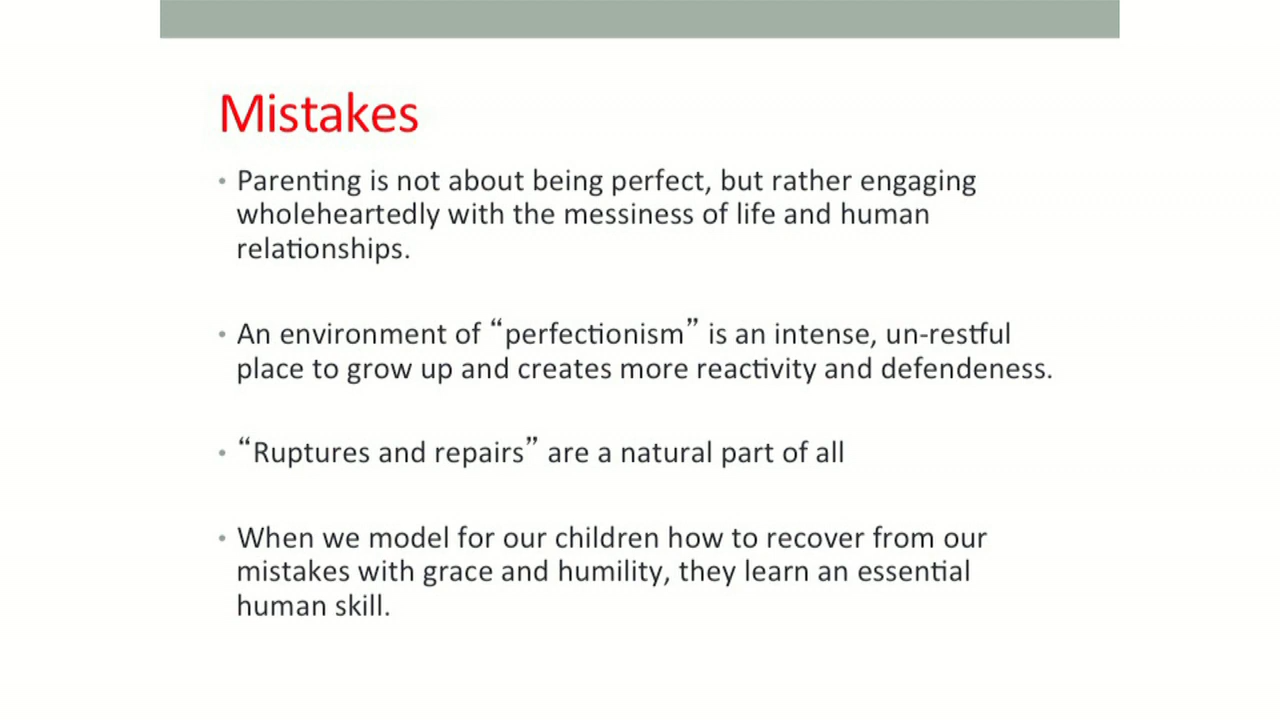 Mistakes
• Parenting is not about being perfect, but rather engaging
wholeheartedly with the messiness of life and human
relationships.
• An environment of “perfectionism” is an intense, un-restful
place to grow up and creates more reactivity and defendeness.
• “Ruptures and repairs” are a natural part of all
• When we model for our children how to recover from our
mistakes with grace and humility, they learn an essential
human skill.